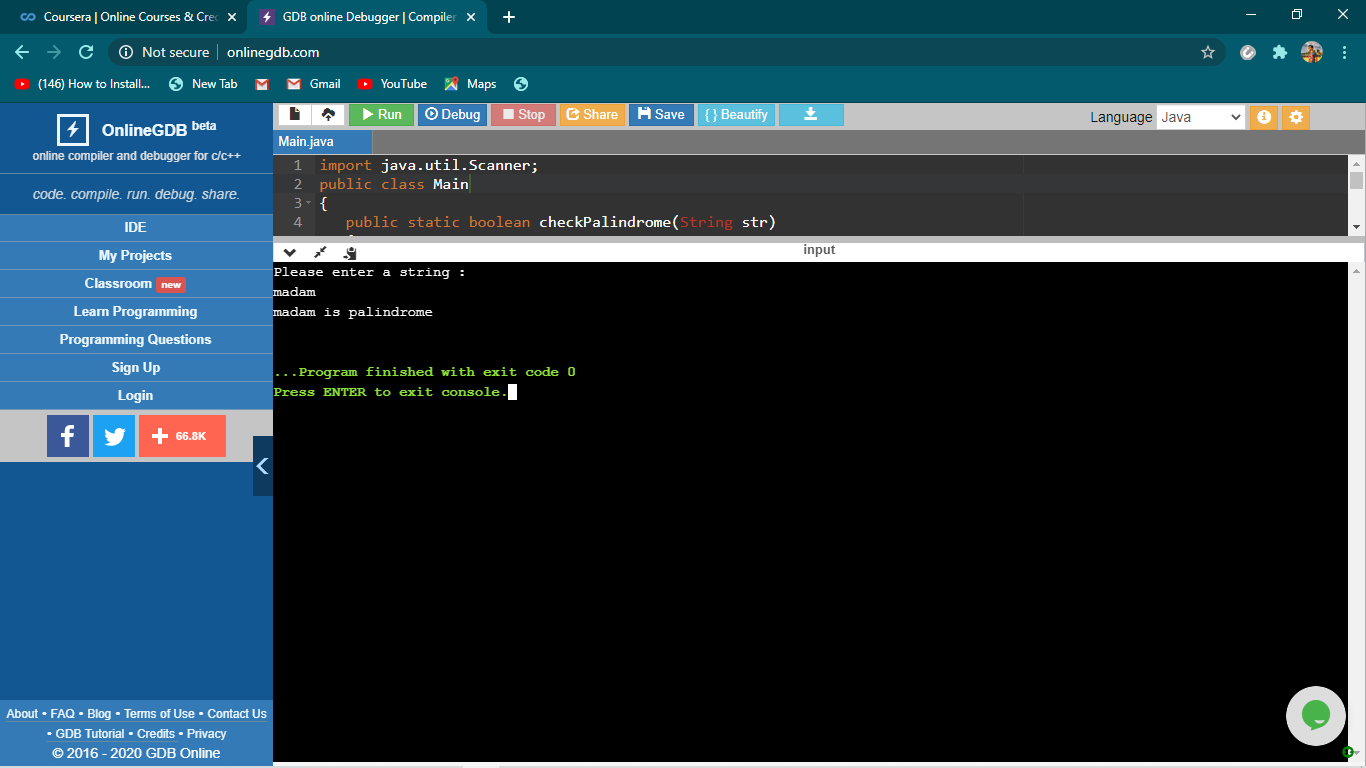 Coursera | Online Courses & Cre
GDB online Debugger | Compiler
Not secure
onlinegdb.com
(146) How to Install...
New Tab
Gmail
YouTube
Maps
OnlineGDB beta
online compiler and debugger for c/c++
code. compile. run. debug. share.
IDE
My Projects
Classroom new
Learn Programming
Programming Questions
Sign Up
Login
66.8K
About • FAQ • Blog • Terms of Use • Contact Us
• GDB Tutorial • Credits • Privacy
© 2016 - 2020 GDB Online
Run
Debug
Stop
Share
Save
{ } Beautify
Language Java
Main.java
1 import java.util.Scanner;
2 public class Main
3 {
4 public static boolean checkPalindrome(String str)
input
Please enter a string :
madam
madam is palindrome
...Program finished with exit code 0
Press ENTER to exit console.